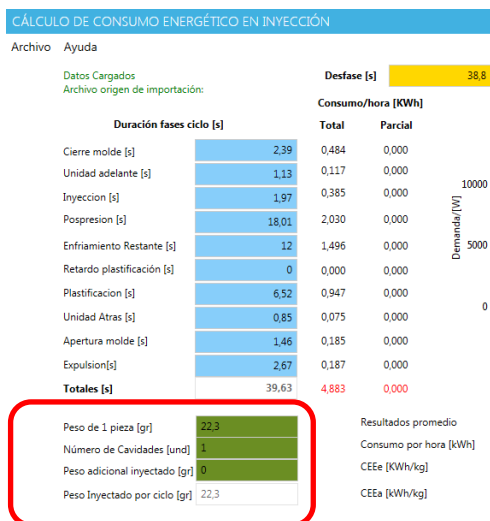 CÁLCULO DE CONSUMO ENERGÉTICO EN INYECCIÓN
Archivo Ayuda
Datos Cargados
Archivo origen de importación:
Desfase [s] 38,8
Consumo/hora [KWh]
Duración fases ciclo [s] Total Parcial
Cierre molde [s] 2,39 0,484 0,000
Unidad adelante [s] 1,13 0,117 0,000
Inyeccion [s] 1,97 0,385 0,000
Pospresion [s] 18,01 2,030 0,000
Enfriamiento Restante [s] 12 1,496 0,000
Retardo plastificación [s] 0 0,000 0,000
Plastificacion [s] 6,52 0,947 0,000
Unidad Atras [s] 0,85 0,075 0,000
Apertura molde [s] 1,46 0,185 0,000
Expulsion[s] 2,67 0,187 0,000
Totales [s] 39,63 4,883 0,000
Demanda/[W]
10000
5000
0
Peso de 1 pieza [gr] 22,3
Número de Cavidades [und] 1
Peso adicional inyectado [gr] 0
Peso Inyectado por ciclo [gr] 22,3
Resultados promedio
Consumo por hora [kWh]
CEEe [KWh/kg]
CEEa [kWh/kg]